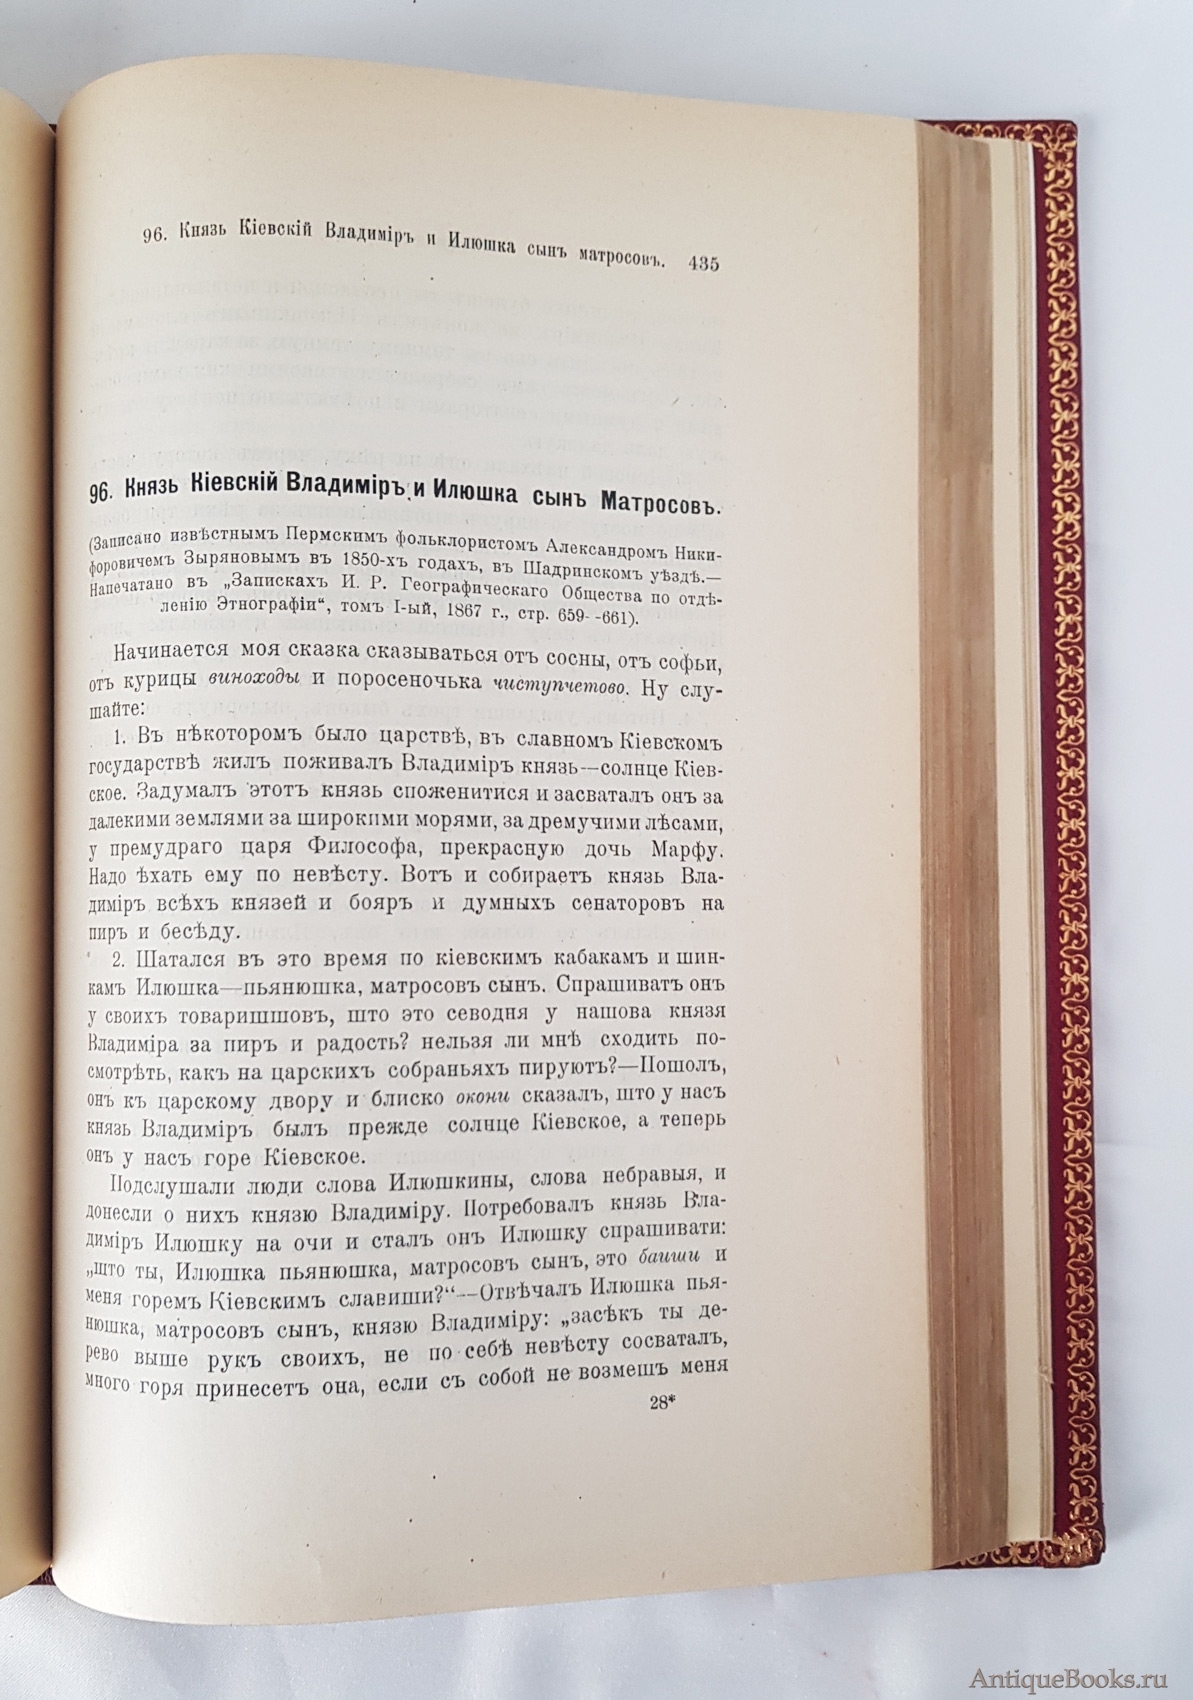 96. Князь Кіевскій Владиміръ и Илюшка сынъ матросовъ. 435
96. Князь Кіевскій Владиміръ и Илюшка сынъ Матросовъ.
(Записано извѣстнымъ Пермскимъ фольклористомъ Александромъ Ники-
форовичемъ Зыряновымъ въ 1850-хъ годахъ, въ Шадринскомъ уѣздѣ.—
Напечатано въ „Запискахъ И. Р. Географическаго Общества по отдѣ-
ленію Этнографіи“, томъ I-ый, 1867 г., стр. 659--661).
Начинается моя сказка сказываться отъ сосны, отъ софьи,
отъ курицы виноходы и поросеночька чиступчетово. Ну слу-
шайте:
1. Въ нѣкоторомъ было царствѣ, въ славномъ Кіевскомъ
государствѣ жилъ поживалъ Владиміръ князь—солнце Кіев-
ское. Задумалъ этотъ князь споженитися и засваталъ онъ за
далекими землями за широкими морями, за дремучими лѣсами,
у премудраго царя Философа, прекрасную дочь Марфу.
Надо ѣхать ему по невѣсту. Вотъ и собираетъ князь Вла-
диміръ всѣхъ князей и бояръ и думныхъ сенаторовъ на
пиръ и бесѣду.
2. Шатался въ это время по кіевскимъ кабакамъ и шин-
камъ Илюшка—пьянюшка, матросовъ сынъ. Спрашиватъ онъ
у своихъ товаришшовъ, што это севодня у нашова князя
Владиміра за пиръ и радость? нельзя ли мнѣ сходить по-
смотрѣть, какъ на царскихъ собраньяхъ пируютъ?—Пошолъ,
онъ къ царскому двору и блиско окони сказалъ, што у насъ
князь Владиміръ былъ прежде солнце Кіевское, а теперь
онъ у насъ горе Кіевское.
Подслушали люди слова Илюшкины, слова небравыя, и
донесли о нихъ князю Владиміру. Потребовалъ князь Вла-
диміръ Илюшку на очи и сталъ онъ Илюшку спрашивати:
„што ты, Илюшка пьянюшка, матросовъ сынъ, это баиши и
меня горемъ Кіевскимъ славиши?“—Отвѣчалъ Илюшка пья-
нюшка, матросовъ сынъ, князю Владиміру: „засѣкъ ты де-
рево выше рукъ своихъ, не по себѣ невѣсту сосваталъ,
много горя принесетъ она, если съ собой не возмешъ меня
28*
AntiqueBooks.ru